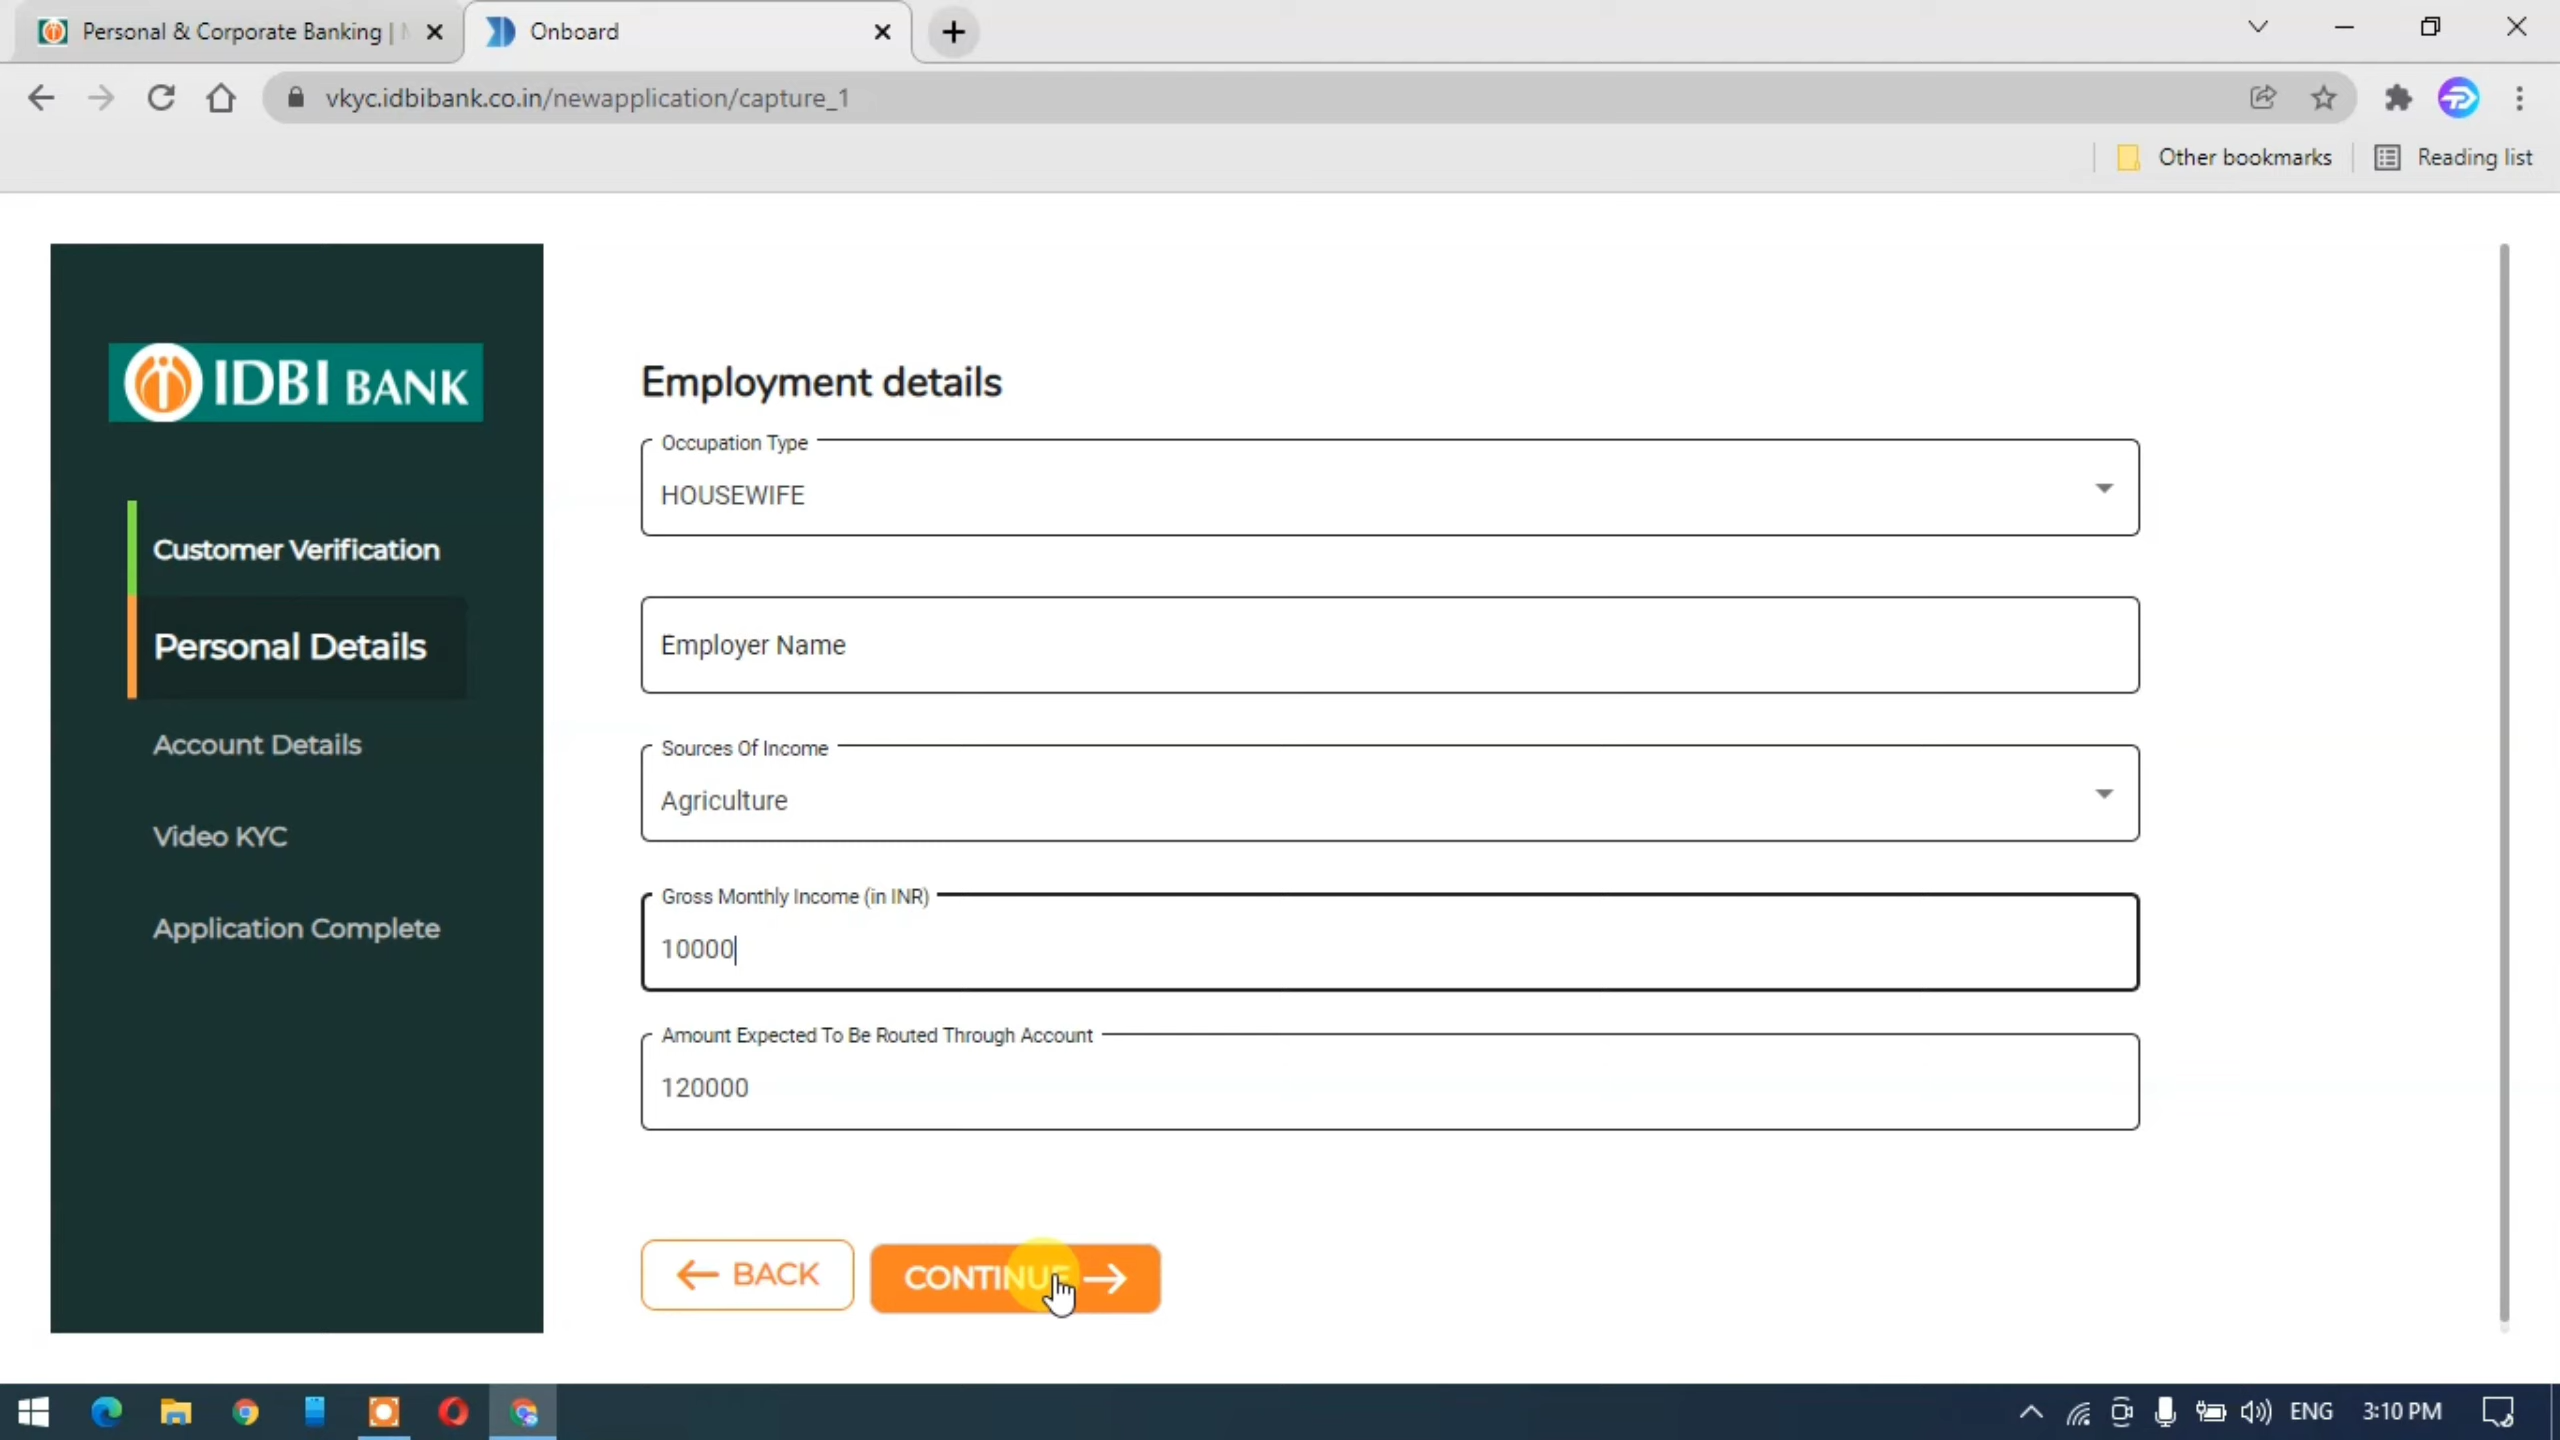 Personal & Corporate Banking |
Onboard
vkyc.idbibank.co.in/newapplication/capture_1
Other bookmarks
Reading list
IDBI BANK
Customer Verification
Personal Details
Account Details
Video KYC
Application Complete
Employment details
Occupation Type
HOUSEWIFE
Employer Name
Sources Of Income
Agriculture
Gross Monthly Income (in INR)
10000
Amount Expected To Be Routed Through Account
120000
BACK
CONTINUE
ENG
3:10 PM